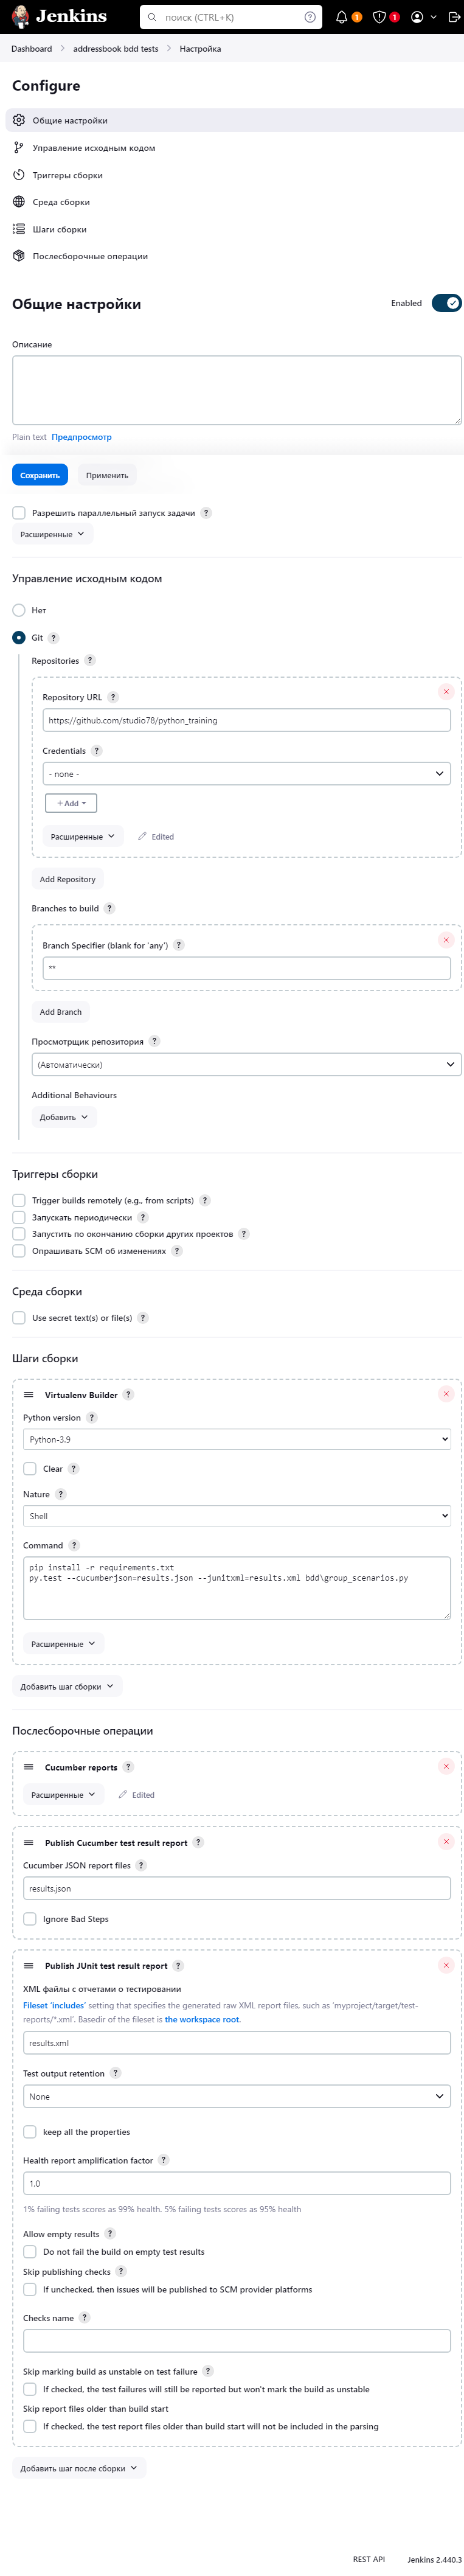 Jenkins
поиск (CTRL+K)
?
1
1
Dashboard
addressbook bdd tests
Настройка
Configure
Общие настройки
Управление исходным кодом
Триггеры сборки
Среда сборки
Шаги сборки
Послесборочные операции
Общие настройки
Enabled
Описание
Plain text Предпросмотр
Сохранить
Применить
Разрешить параллельный запуск задачи ?
Расширенные
Управление исходным кодом
Нет
Git ?
Repositories ?
Repository URL ?
https://github.com/studio78/python_training
Credentials ?
- none -
+ Add
Расширенные
Edited
Add Repository
Branches to build ?
Branch Specifier (blank for 'any') ?
**
Add Branch
Просмотрщик репозитория ?
(Автоматически)
Additional Behaviours
Добавить
Триггеры сборки
Trigger builds remotely (e.g., from scripts) ?
Запускать периодически ?
Запустить по окончанию сборки других проектов ?
Опрашивать SCM об изменениях ?
Среда сборки
Use secret text(s) or file(s) ?
Шаги сборки
Virtualenv Builder ?
Python version ?
Python-3.9
Clear ?
Nature ?
Shell
Command ?
pip install -r requirements.txt
py.test --cucumberjson=results.json --junitxml=results.xml bdd\group_scenarios.py
Расширенные
Добавить шаг сборки
Послесборочные операции
Cucumber reports ?
Расширенные
Edited
Publish Cucumber test result report ?
Cucumber JSON report files ?
results.json
Ignore Bad Steps
Publish JUnit test result report ?
XML файлы с отчетами о тестировании
Fileset 'includes' setting that specifies the generated raw XML report files, such as 'myproject/target/test-
reports/*.xml'. Basedir of the fileset is the workspace root.
results.xml
Test output retention ?
None
keep all the properties
Health report amplification factor ?
1.0
1% failing tests scores as 99% health. 5% failing tests scores as 95% health
Allow empty results ?
Do not fail the build on empty test results
Skip publishing checks ?
If unchecked, then issues will be published to SCM provider platforms
Checks name ?
Skip marking build as unstable on test failure ?
If checked, the test failures will still be reported but won't mark the build as unstable
Skip report files older than build start
If checked, the test report files older than build start will not be included in the parsing
Добавить шаг после сборки
REST API
Jenkins 2.440.3